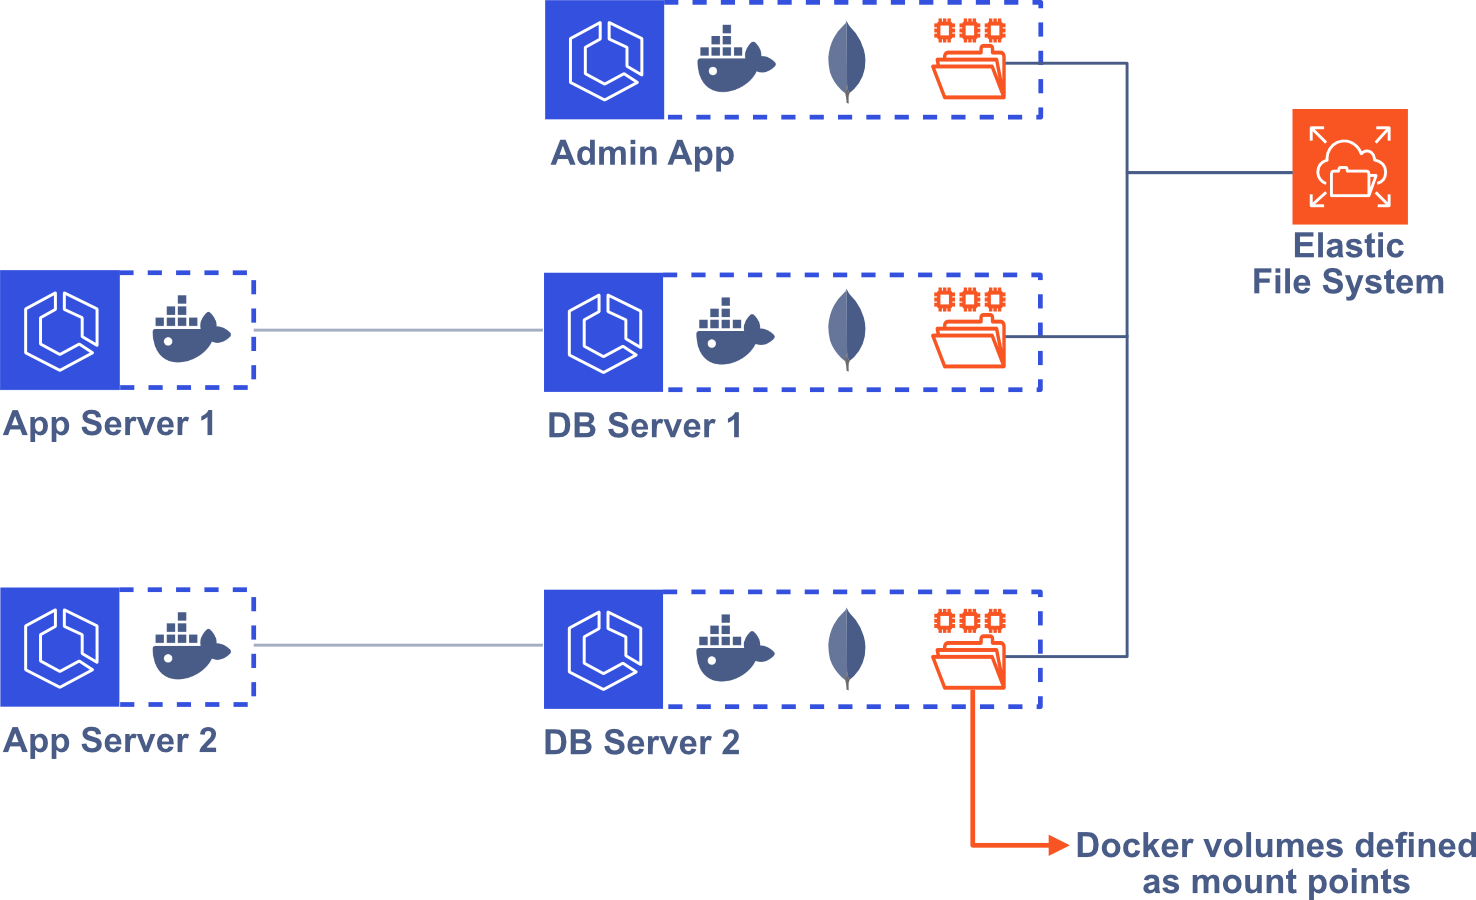 Admin App
Elastic
File System
App Server 1
DB Server 1
App Server 2
DB Server 2
Docker volumes defined
as mount points